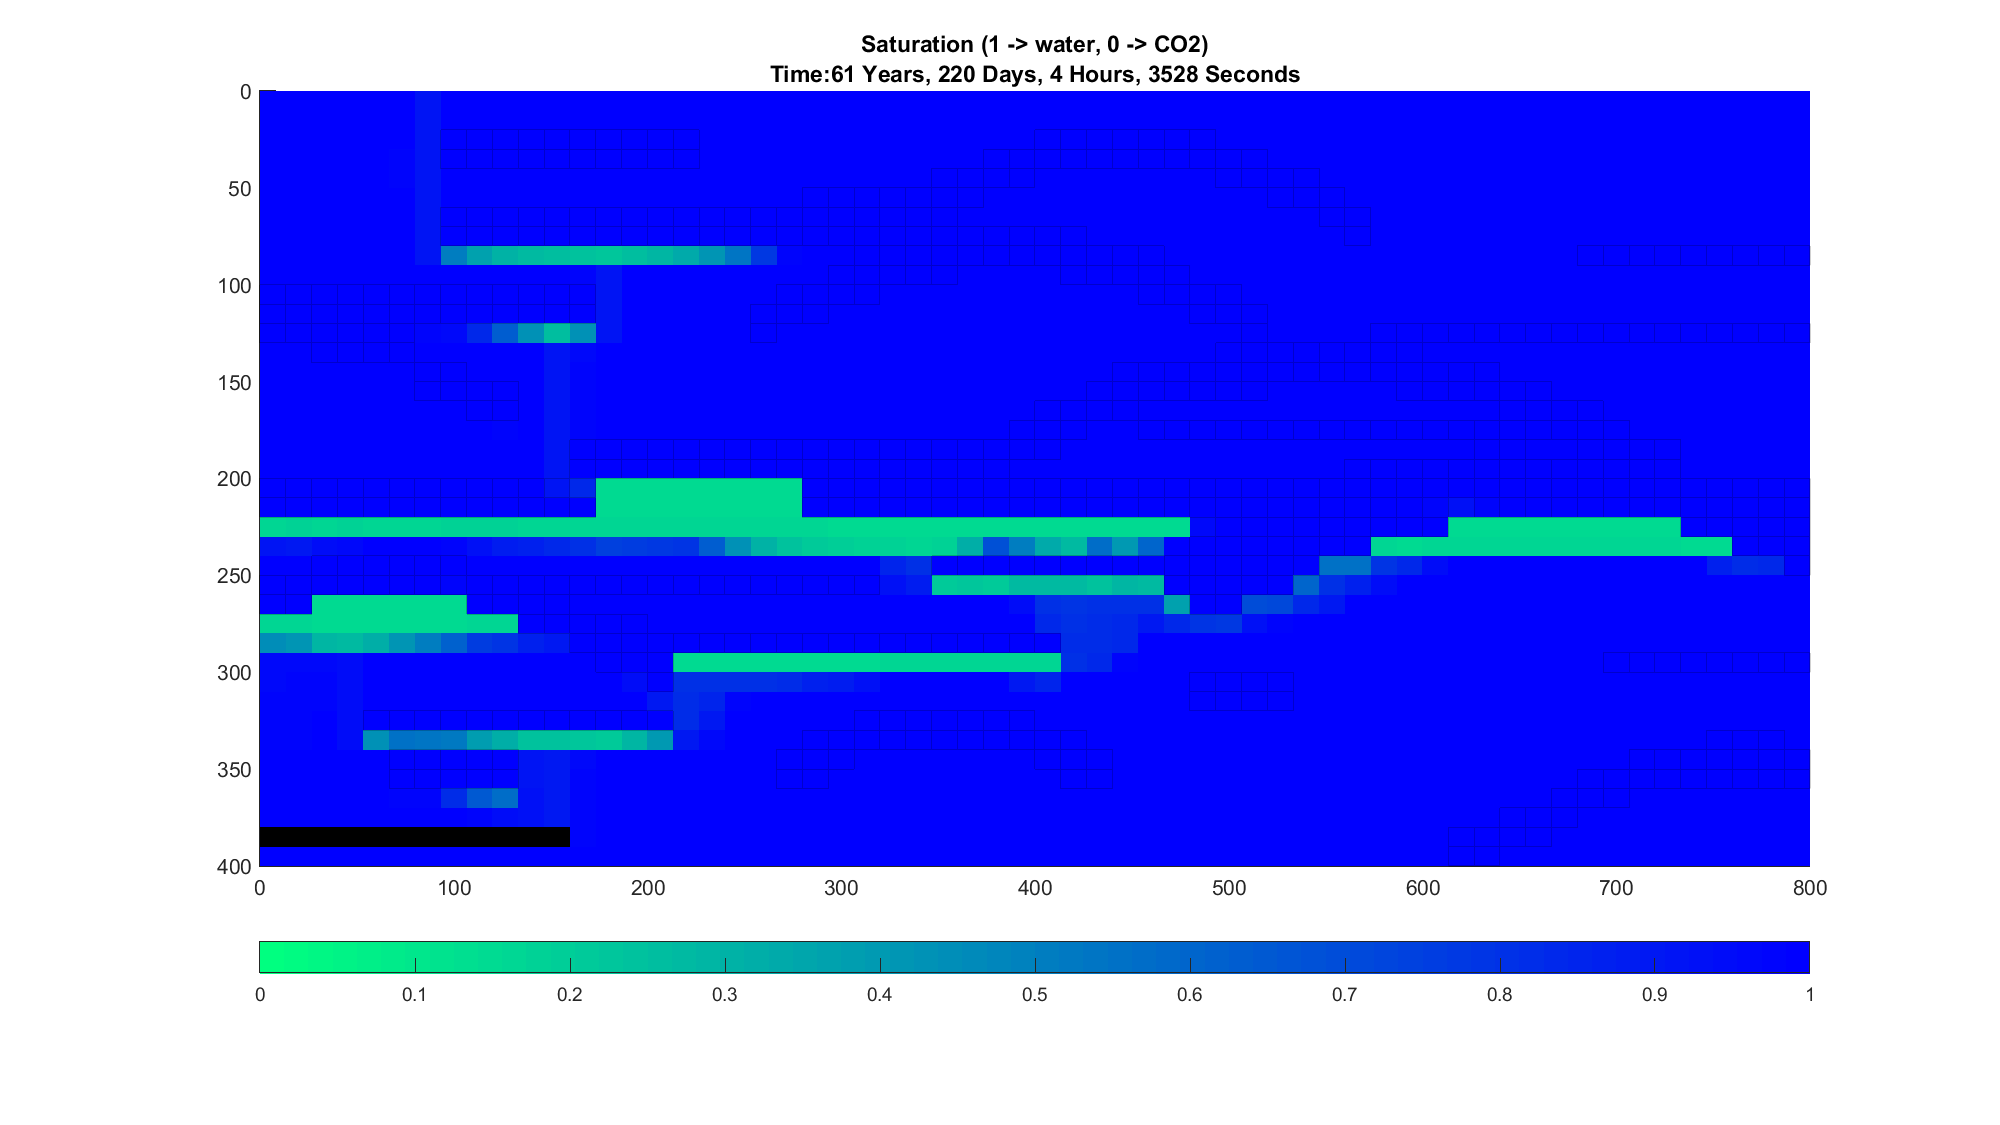 Saturation (1 -> water, 0 -> CO2)
Time:61 Years, 220 Days, 4 Hours, 3528 Seconds
0
50
100
150
200
250
300
350
400
0 100 200 300 400 500 600 700 800
0 0.1 0.2 0.3 0.4 0.5 0.6 0.7 0.8 0.9 1